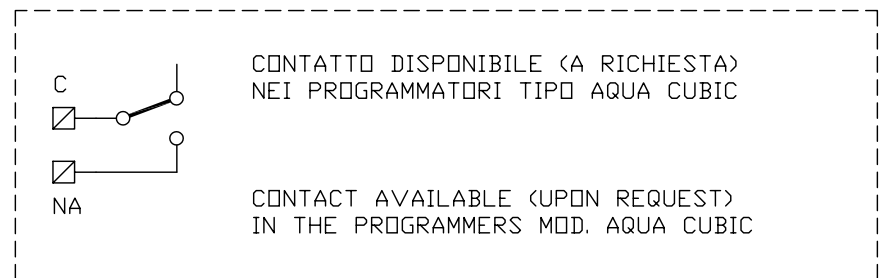 C
NA
CONTATTO DISPONIBILE (A RICHIESTA)
NEI PROGRAMMATORI TIPO AQUA CUBIC
CONTACT AVAILABLE (UPON REQUEST)
IN THE PROGRAMMERS MOD. AQUA CUBIC